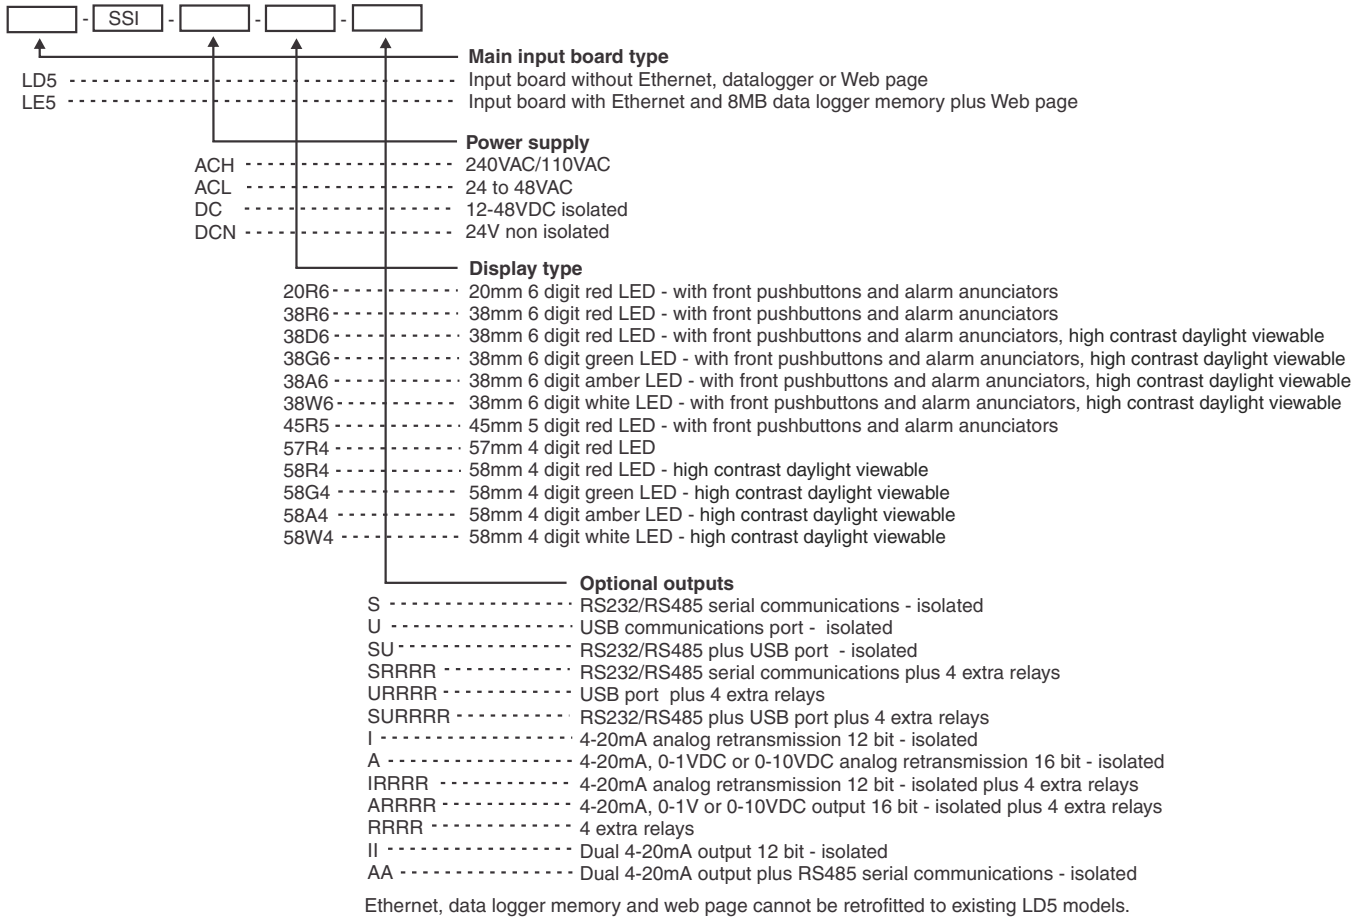 - SSI - - -
Main input board type
LD5 Input board without Ethernet, datalogger or Web page
LE5 Input board with Ethernet and 8MB data logger memory plus Web page
Power supply
ACH 240VAC/110VAC
ACL 24 to 48VAC
DC 12-48VDC isolated
DCN 24V non isolated
Display type
20R6 20mm 6 digit red LED - with front pushbuttons and alarm anunciators
38R6 38mm 6 digit red LED - with front pushbuttons and alarm anunciators
38D6 38mm 6 digit red LED - with front pushbuttons and alarm anunciators, high contrast daylight viewable
38G6 38mm 6 digit green LED - with front pushbuttons and alarm anunciators, high contrast daylight viewable
38A6 38mm 6 digit amber LED - with front pushbuttons and alarm anunciators, high contrast daylight viewable
38W6 38mm 6 digit white LED - with front pushbuttons and alarm anunciators, high contrast daylight viewable
45R5 45mm 5 digit red LED - with front pushbuttons and alarm anunciators
57R4 57mm 4 digit red LED
58R4 58mm 4 digit red LED - high contrast daylight viewable
58G4 58mm 4 digit green LED - high contrast daylight viewable
58A4 58mm 4 digit amber LED - high contrast daylight viewable
58W4 58mm 4 digit white LED - high contrast daylight viewable
Optional outputs
S RS232/RS485 serial communications - isolated
U USB communications port - isolated
SU RS232/RS485 plus USB port - isolated
SRRRR RS232/RS485 serial communications plus 4 extra relays
URRRR USB port plus 4 extra relays
SURRRR RS232/RS485 plus USB port plus 4 extra relays
I 4-20mA analog retransmission 12 bit - isolated
A 4-20mA, 0-1VDC or 0-10VDC analog retransmission 16 bit - isolated
IRRRR 4-20mA analog retransmission 12 bit - isolated plus 4 extra relays
ARRRR 4-20mA, 0-1V or 0-10VDC output 16 bit - isolated plus 4 extra relays
RRRR 4 extra relays
II Dual 4-20mA output 12 bit - isolated
AA Dual 4-20mA output plus RS485 serial communications - isolated
Ethernet, data logger memory and web page cannot be retrofitted to existing LD5 models.